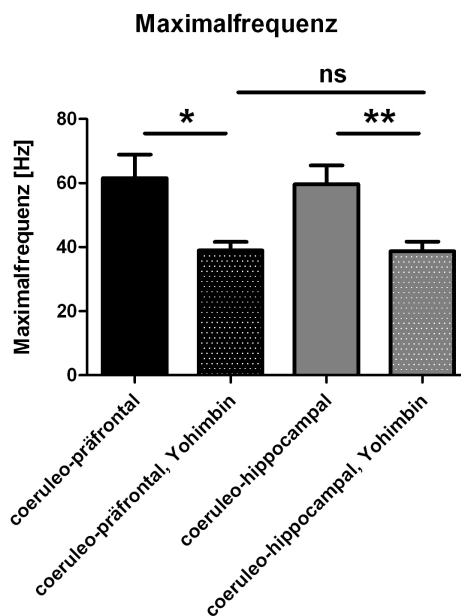 Maximalfrequenz
ns
* **
Maximalfrequenz [Hz]
80
60
40
20
0
coeruleo-präfrontal
coeruleo-präfrontal, Yohimbin
coeruleo-hippocampal
coeruleo-hippocampal, Yohimbin